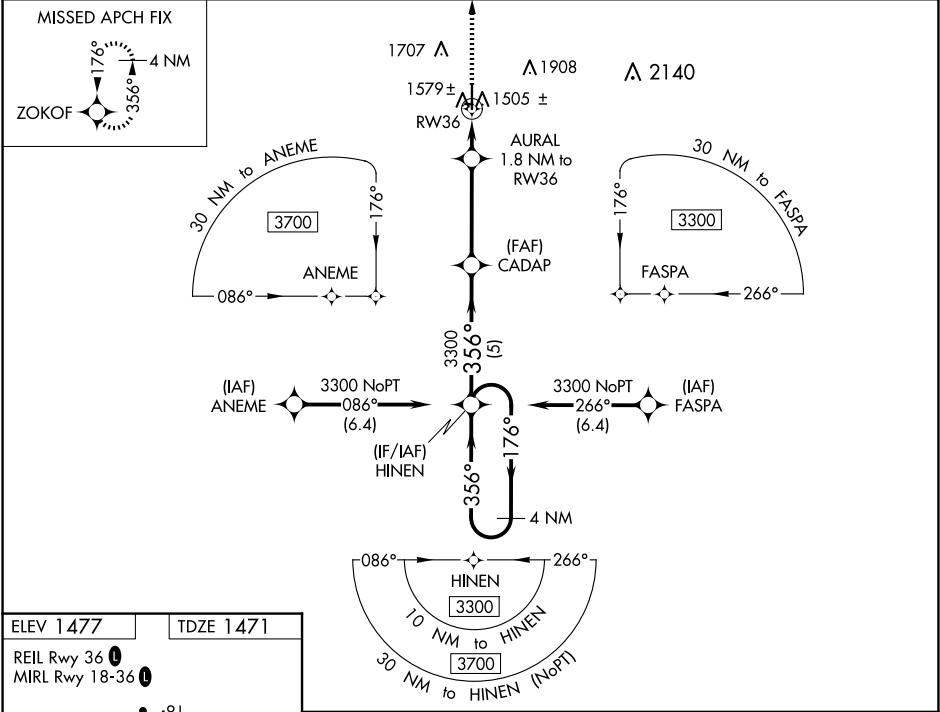 MISSED APCH FIX
176°
4 NM
356°
ZOKOF
1707
1908
2140
1579±
1505 ±
RW36
AURAL
1.8 NM to
RW36
30 NM to ANEME
3700
176°
ANEME
086°
30 NM to FASPA
3300
176°
FASPA
266°
(FAF)
CADAP
3300
356°
(5)
(IAF)
ANEME
3300 NoPT
086°
(6.4)
3300 NoPT
266°
(6.4)
(IAF)
FASPA
(IF/IAF)
HINEN
176°
356°
4 NM
086°
266°
HINEN
3300
10 NM to HINEN
3700
30 NM to HINEN (NoPT)
ELEV 1477
TDZE 1471
REIL Rwy 36 L
MIRL Rwy 18-36 L